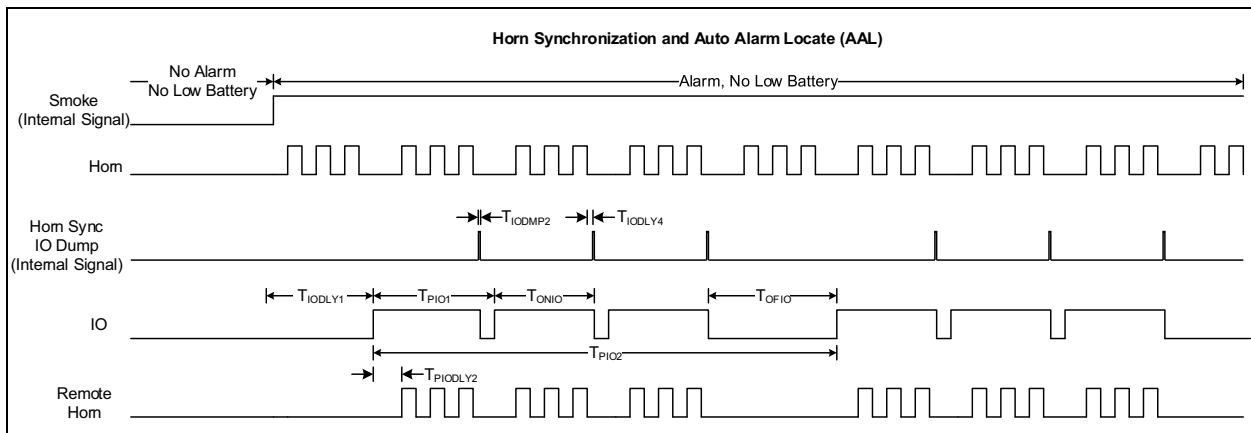 Horn Synchronization and Auto Alarm Locate (AAL)
No Alarm
No Low Battery
Alarm, No Low Battery
Smoke
(Internal Signal)
Horn
Horn Sync
IO Dump
(Internal Signal)
TIODMP2
TIODLY4
TIODLY1
TPIO1
TONIO
TOFIO
IO
TPIO2
TPIODLY2
Remote
Horn